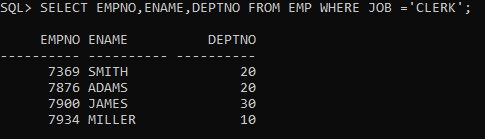 SQL> SELECT EMPNO,ENAME,DEPTNO FROM EMP WHERE JOB ='CLERK';
     EMPNO ENAME          DEPTNO
---------- ---------- ----------
      7369 SMITH              20
      7876 ADAMS              20
      7900 JAMES              30
      7934 MILLER             10